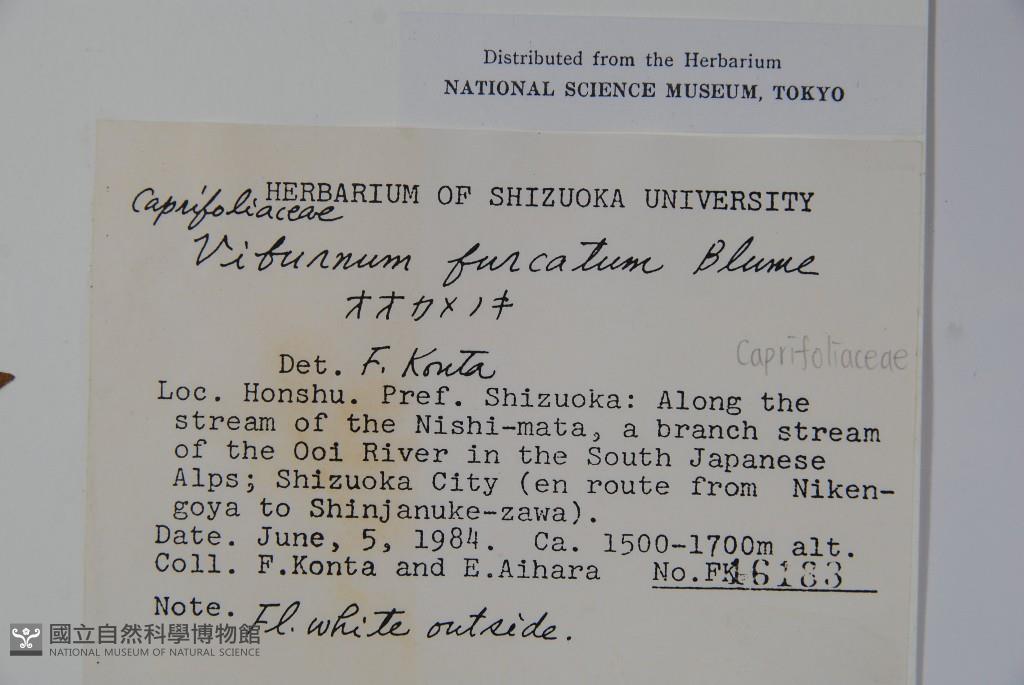 Distributed from the Herbarium
NATIONAL SCIENCE MUSEUM, TOKYO
HERBARIUM OF SHIZUOKA UNIVERSITY
Caprifoliaceae
Viburnum furcatum Blume
オオカメノキ
Caprifoliaceae
Det. F. Konta
Loc. Honshu. Pref. Shizuoka: Along the
stream of the Nishi-mata, a branch stream
of the Ooi River in the South Japanese
Alps; Shizuoka City (en route from Niken-
goya to Shinjanuke-zawa).
Date. June, 5, 1984. Ca. 1500-1700m alt.
Coll. F.Konta and E.Aihara No.FK16183
Note. Fl. white outside.
國立自然科學博物館
NATIONAL MUSEUM OF NATURAL SCIENCE